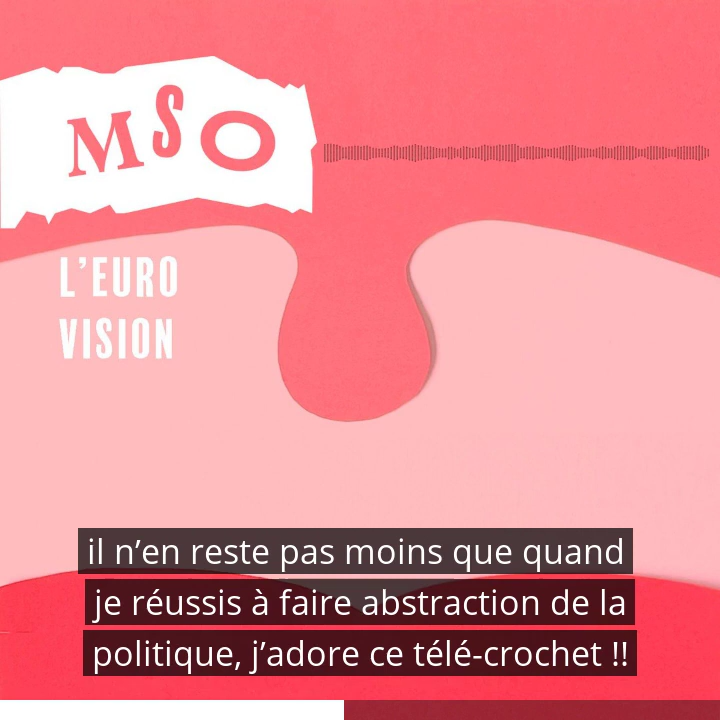 MSO
L’EURO
VISION
il n’en reste pas moins que quand
je réussis à faire abstraction de la
politique, j’adore ce télé-crochet !!